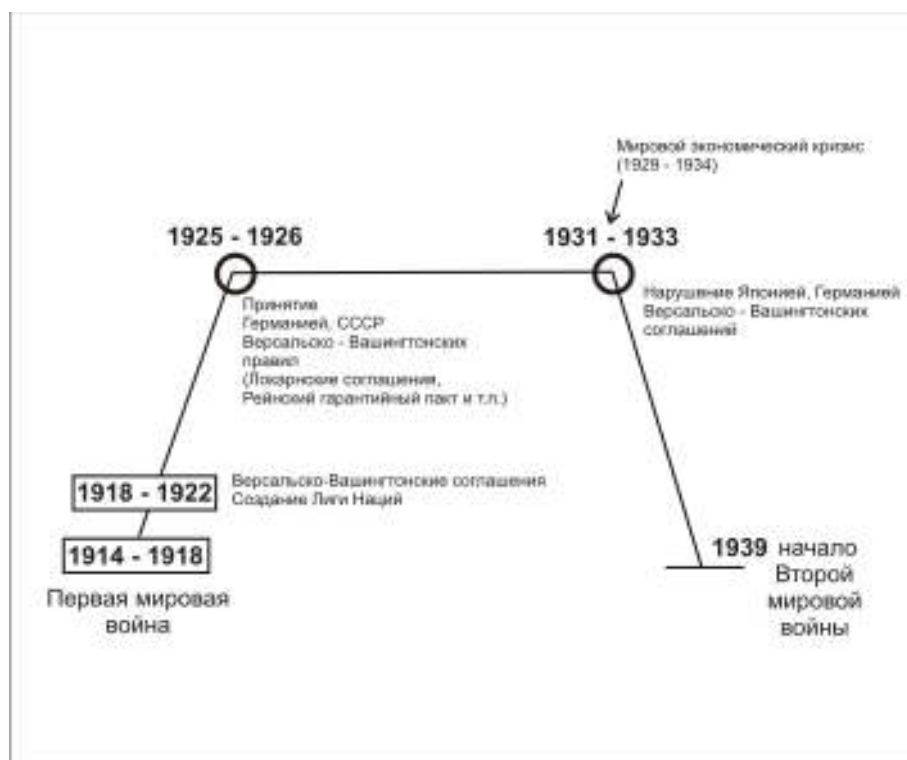 Мировой экономический кризис
(1929 - 1934)
1925 - 1926
1931 - 1933
Принятие
Германией, СССР
Версальско - Вашингтонских
правил
(Локарнские соглашения,
Рейнский гарантийный пакт и т.п.)
Нарушение Японией, Германией
Версальско - Вашингтонских
соглашений
1918 - 1922
Версальско-Вашингтонские соглашения
Создание Лиги Наций
1914 - 1918
Первая мировая
война
1939 начало
Второй
мировой
войны